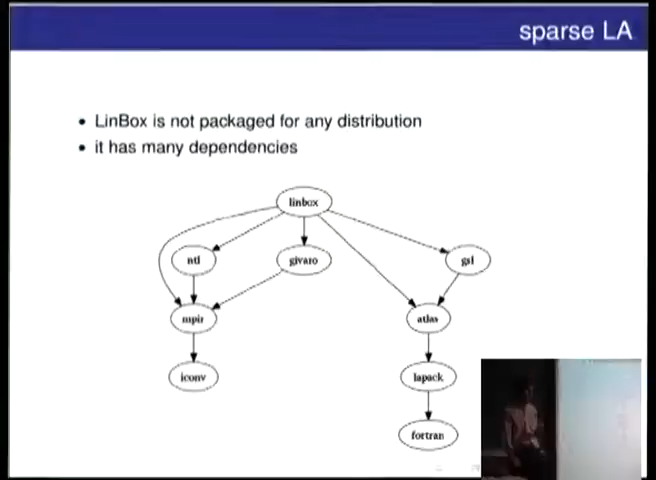 sparse LA
LinBox is not packaged for any distribution
it has many dependencies
linbox
ntl
givaro
gsl
mpir
atlas
iconv
lapack
fortran